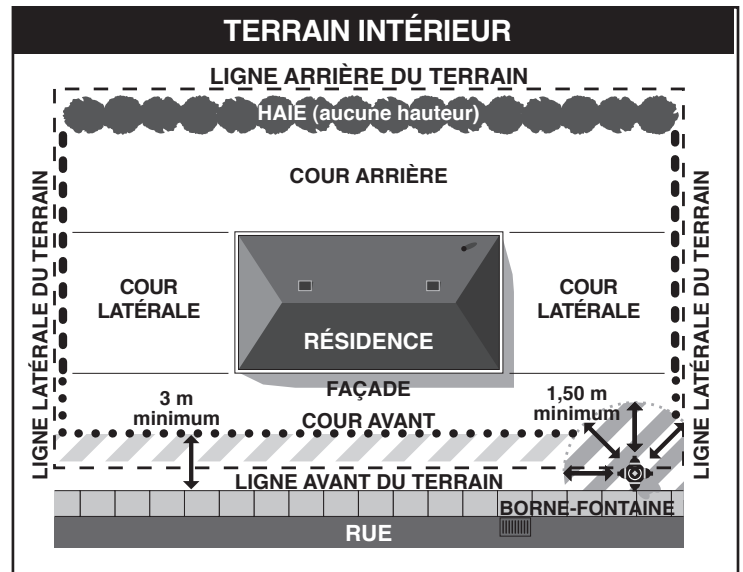 TERRAIN INTÉRIEUR
LIGNE ARRIÈRE DU TERRAIN
HAIE (aucune hauteur)
COUR ARRIÈRE
LIGNE LATÉRALE DU TERRAIN
COUR
LATÉRALE
RÉSIDENCE
COUR
LATÉRALE
LIGNE LATÉRALE DU TERRAIN
FAÇADE
3 m
minimum
COUR AVANT
1,50 m
minimum
LIGNE AVANT DU TERRAIN
BORNE-FONTAINE
RUE